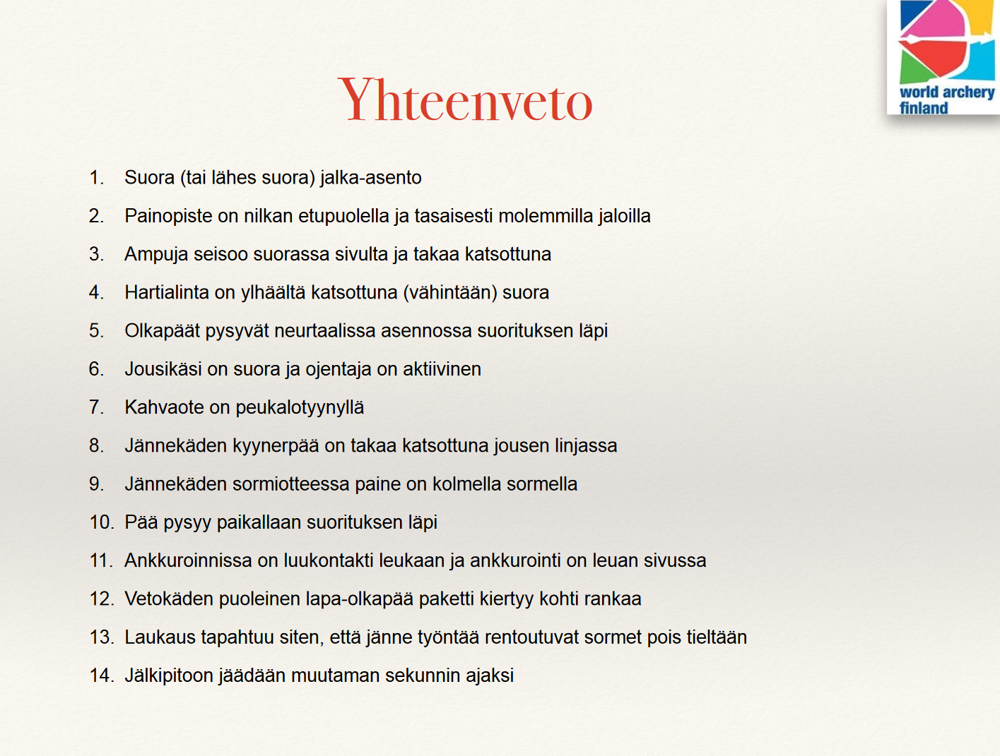 world archery
finland
Yhteenveto
1. Suora (tai lähes suora) jalka-asento
2. Painopiste on nilkan etupuolella ja tasaisesti molemmilla jaloilla
3. Ampuja seisoo suorassa sivulta ja takaa katsottuna
4. Hartialinta on ylhäältä katsottuna (vähintään) suora
5. Olkapäät pysyvät neurtaalissa asennossa suorituksen läpi
6. Jousikäsi on suora ja ojentaja on aktiivinen
7. Kahvaote on peukalotyynyllä
8. Jännekäden kyynerpää on takaa katsottuna jousen linjassa
9. Jännekäden sormiotteessa paine on kolmella sormella
10. Pää pysyy paikallaan suorituksen läpi
11. Ankkuroinnissa on luukontakti leukaan ja ankkurointi on leuan sivussa
12. Vetokäden puoleinen lapa-olkapää paketti kiertyy kohti rankaa
13. Laukaus tapahtuu siten, että jänne työntää rentoutuvat sormet pois tieltään
14. Jälkipitoon jäädään muutaman sekunnin ajaksi